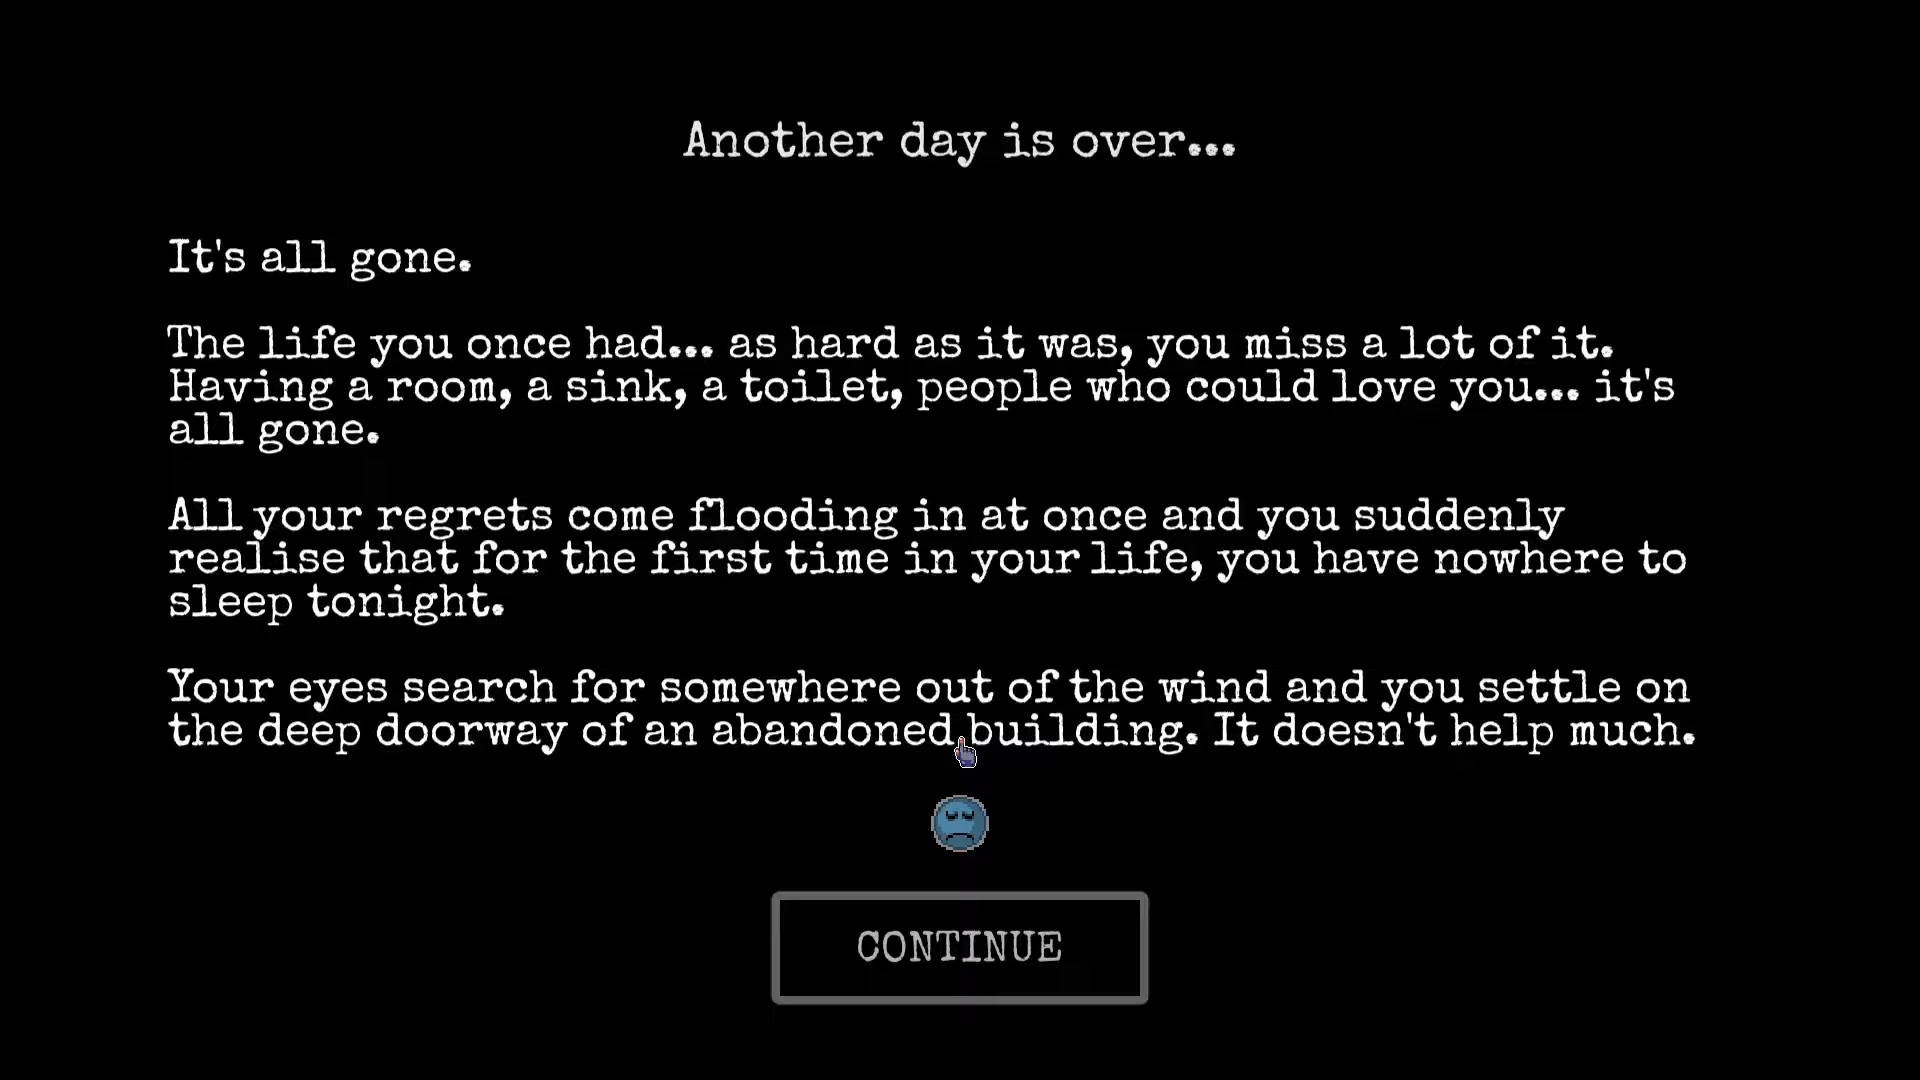 Another day is over...
It's all gone.
The life you once had... as hard as it was, you miss a lot of it.
Having a room, a sink, a toilet, people who could love you... it's
all gone.
All your regrets come flooding in at once and you suddenly
realise that for the first time in your life, you have nowhere to
sleep tonight.
Your eyes search for somewhere out of the wind and you settle on
the deep doorway of an abandoned building. It doesn't help much.
CONTINUE